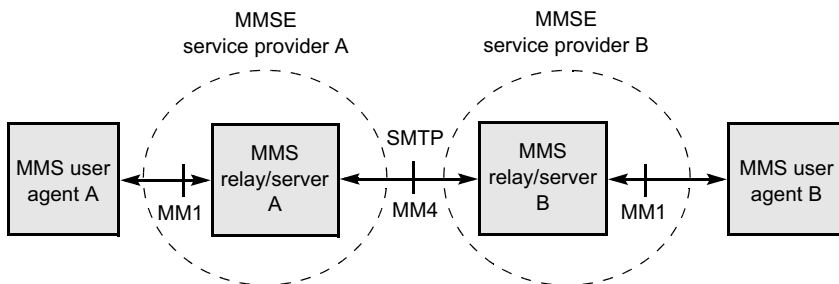 MMSE
service provider A
MMSE
service provider B
MMS user
agent A
MM1
MMS
relay/server
A
SMTP
MM4
MMS
relay/server
B
MM1
MMS user
agent B